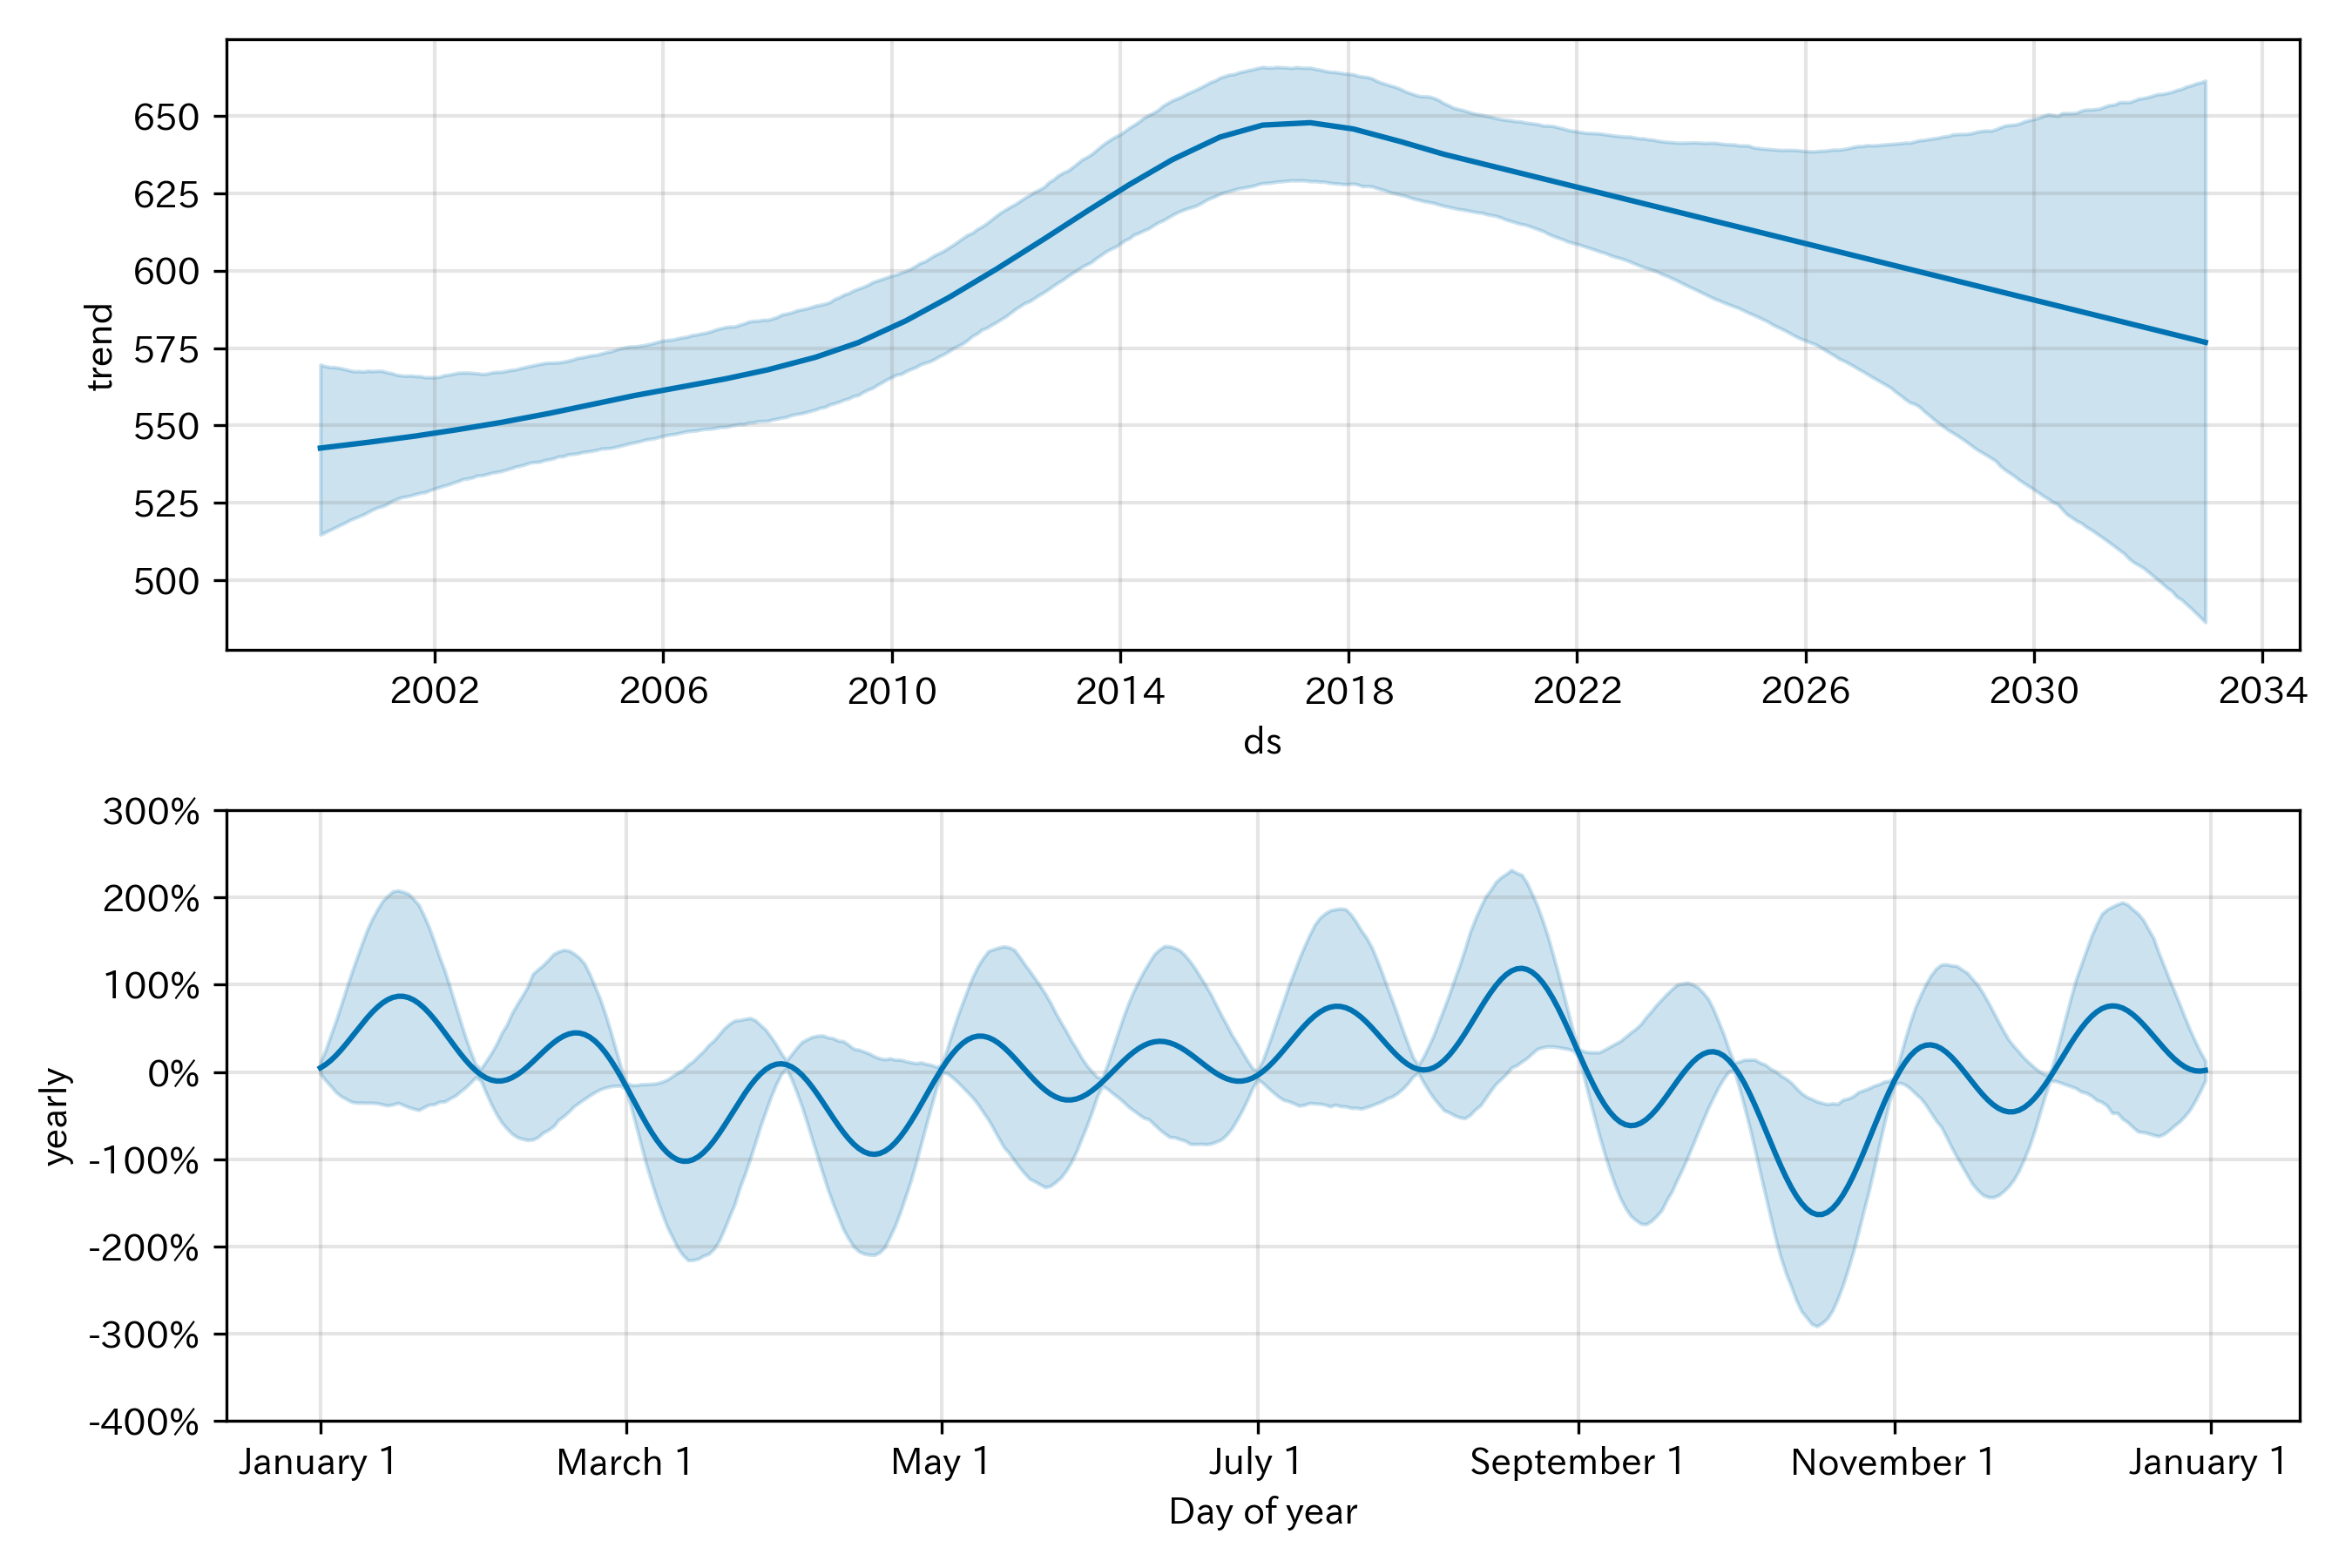 650
625
600
575
550
525
500
trend
2002 2006 2010 2014 2018 2022 2026 2030 2034
ds
300%
200%
100%
0%
-100%
-200%
-300%
-400%
yearly
January 1 March 1 May 1 July 1 September 1 November 1 January 1
Day of year